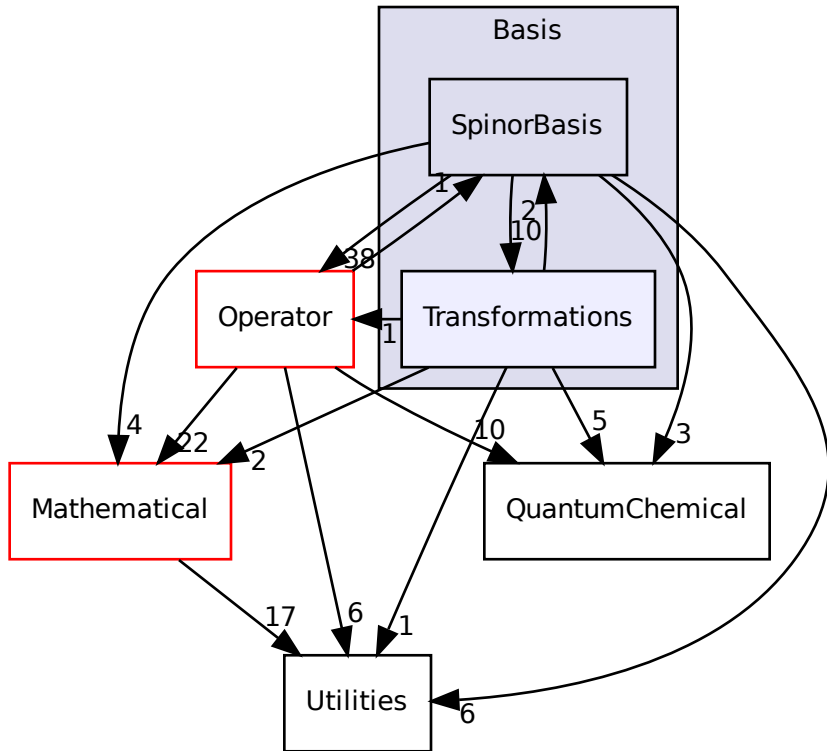 Basis
SpinorBasis
1
2
10
38
Operator
Transformations
1
4
22
2
10
5
3
Mathematical
QuantumChemical
17
6
1
Utilities
6